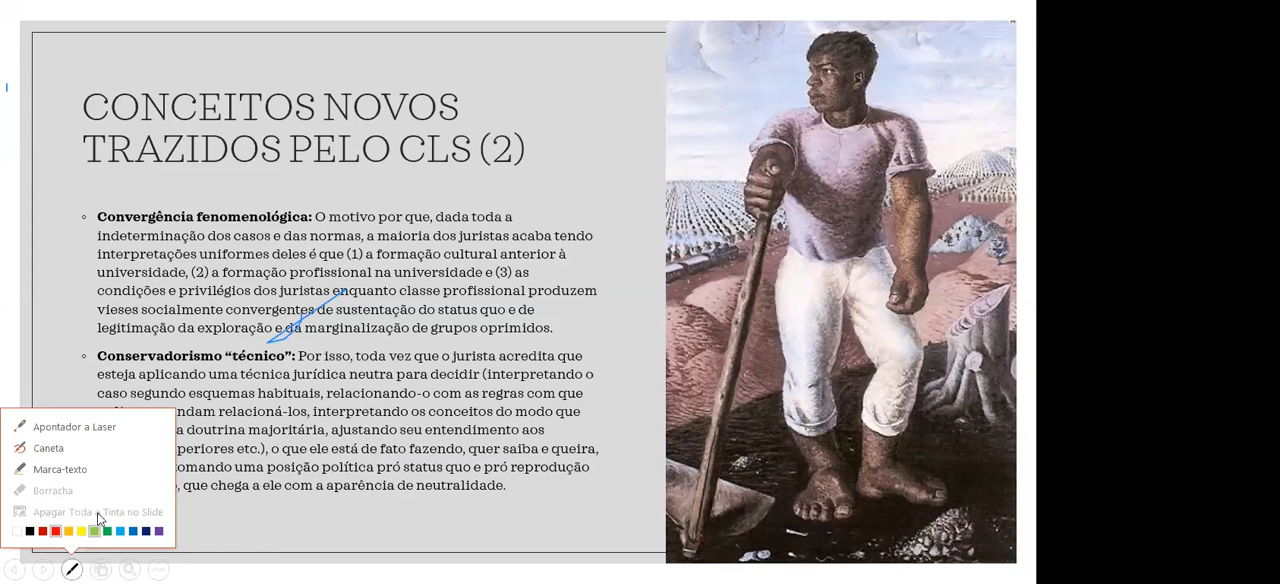 CONCEITOS NOVOS
TRAZIDOS PELO CLS (2)
Convergência fenomenológica: O motivo por que, dada toda a
indeterminação dos casos e das normas, a maioria dos juristas acaba tendo
interpretações uniformes deles é que (1) a formação cultural anterior à
universidade, (2) a formação profissional na universidade e (3) as
condições e privilégios dos juristas enquanto classe profissional produzem
vieses socialmente convergentes de sustentação do status quo e de
legitimação da exploração e da marginalização de grupos oprimidos.
Conservadorismo “técnico”: Por isso, toda vez que o jurista acredita que
esteja aplicando uma técnica jurídica neutra para decidir (interpretando o
caso segundo esquemas habituais, relacionando-o com as regras com que
ndam relacioná-los, interpretando os conceitos do modo que
a doutrina majoritária, ajustando seu entendimento aos
periores etc.), o que ele está de fato fazendo, quer saiba e queira,
tomando uma posição política pró status quo e pró reprodução
, que chega a ele com a aparência de neutralidade.
Apontador a Laser
Caneta
Marca-texto
Borracha
Apagar Toda a Tinta no Slide